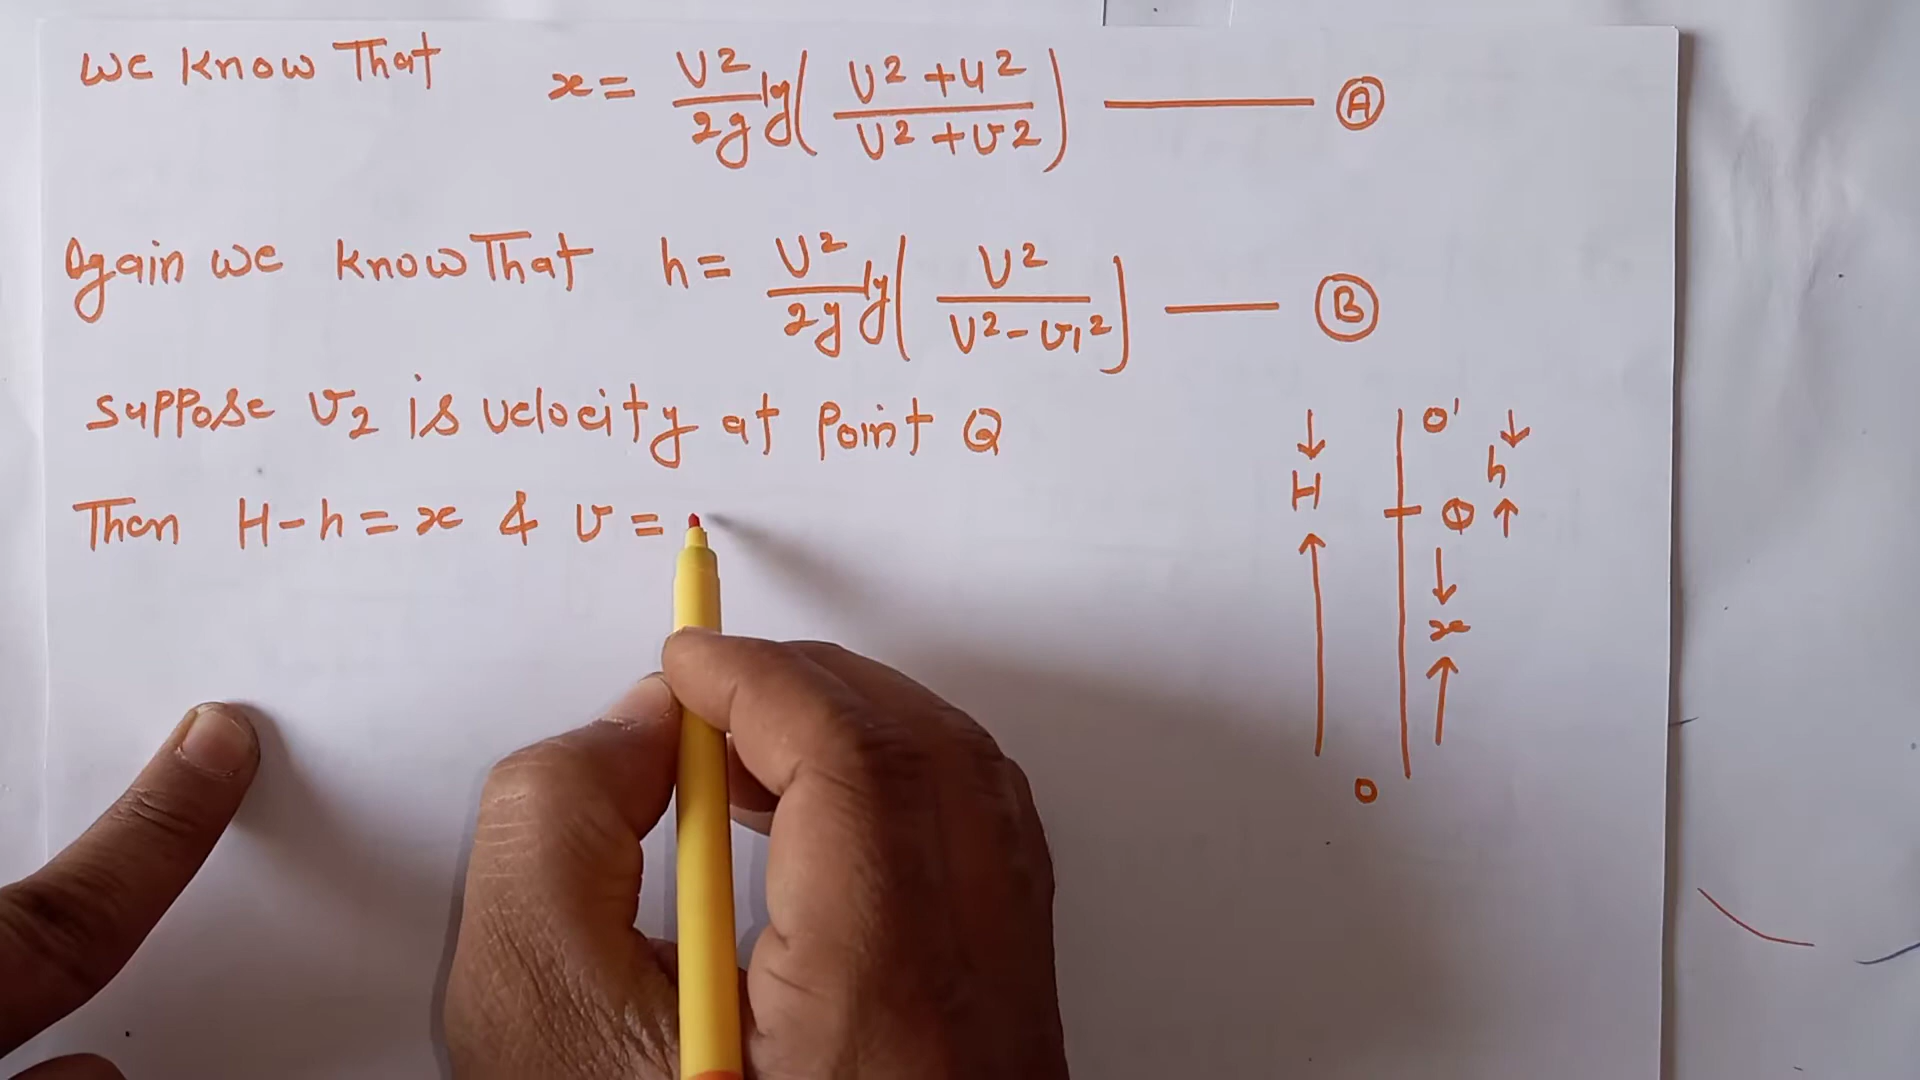 We know That x = V²/2g log( V² + u² / V² + v² ) ——— Ⓐ
Again we know That h = V²/2g log( V² / V² - v₁² ) —— Ⓑ
suppose v₂ is velocity at point Q
Then H - h = x & v =
O'
h
H
Q
x
O